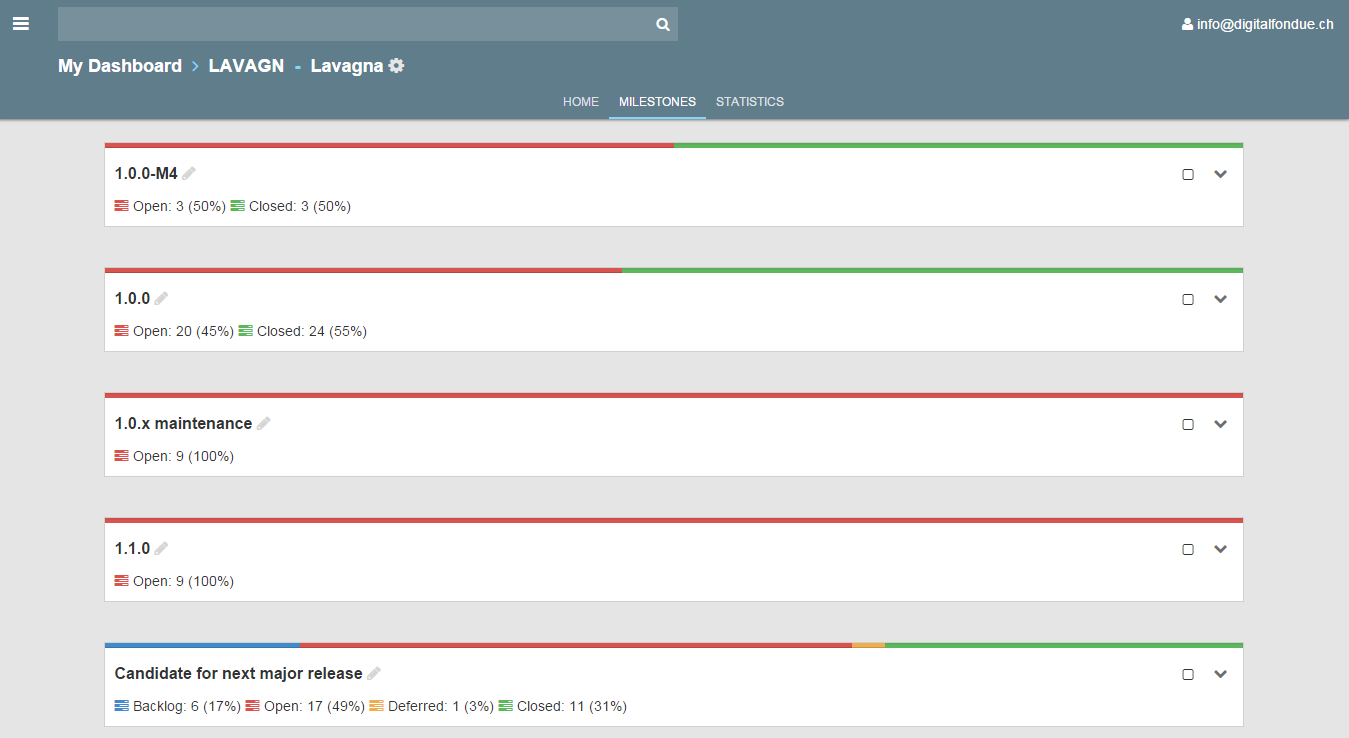 info@digitalfondue.ch
My Dashboard > LAVAGN - Lavagna
HOME MILESTONES STATISTICS
1.0.0-M4
Open: 3 (50%) Closed: 3 (50%)
1.0.0
Open: 20 (45%) Closed: 24 (55%)
1.0.x maintenance
Open: 9 (100%)
1.1.0
Open: 9 (100%)
Candidate for next major release
Backlog: 6 (17%) Open: 17 (49%) Deferred: 1 (3%) Closed: 11 (31%)